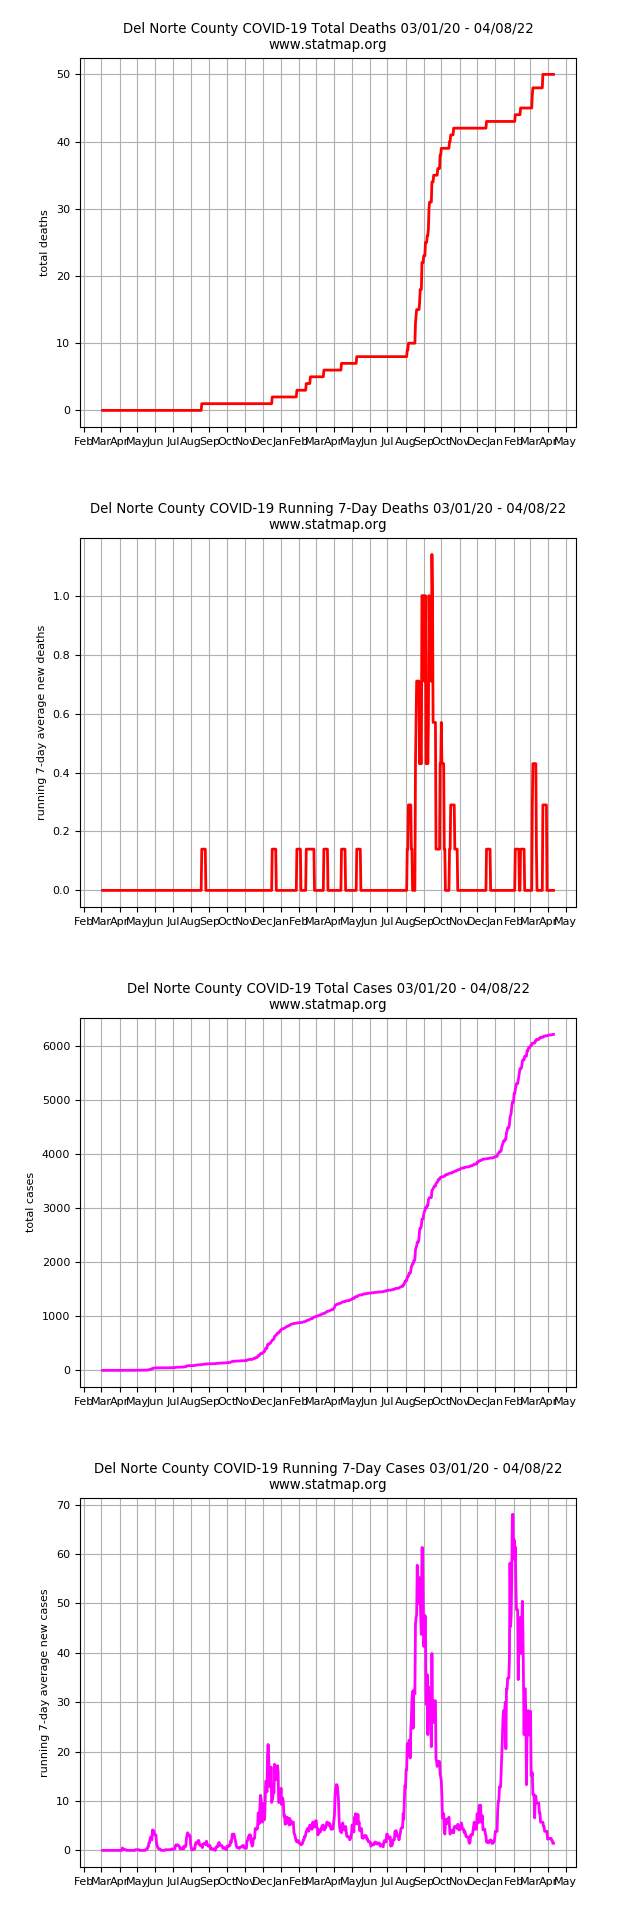 Del Norte County COVID-19 Total Deaths 03/01/20 - 04/08/22
www.statmap.org
50
40
30
20
10
0
total deaths
Feb Mar Apr May Jun Jul Aug Sep Oct Nov Dec Jan Feb Mar Apr May Jun Jul Aug Sep Oct Nov Dec Jan Feb Mar Apr May
Del Norte County COVID-19 Running 7-Day Deaths 03/01/20 - 04/08/22
www.statmap.org
1.0
0.8
0.6
0.4
0.2
0.0
running 7-day average new deaths
Feb Mar Apr May Jun Jul Aug Sep Oct Nov Dec Jan Feb Mar Apr May Jun Jul Aug Sep Oct Nov Dec Jan Feb Mar Apr May
Del Norte County COVID-19 Total Cases 03/01/20 - 04/08/22
www.statmap.org
6000
5000
4000
3000
2000
1000
0
total cases
Feb Mar Apr May Jun Jul Aug Sep Oct Nov Dec Jan Feb Mar Apr May Jun Jul Aug Sep Oct Nov Dec Jan Feb Mar Apr May
Del Norte County COVID-19 Running 7-Day Cases 03/01/20 - 04/08/22
www.statmap.org
70
60
50
40
30
20
10
0
running 7-day average new cases
Feb Mar Apr May Jun Jul Aug Sep Oct Nov Dec Jan Feb Mar Apr May Jun Jul Aug Sep Oct Nov Dec Jan Feb Mar Apr May